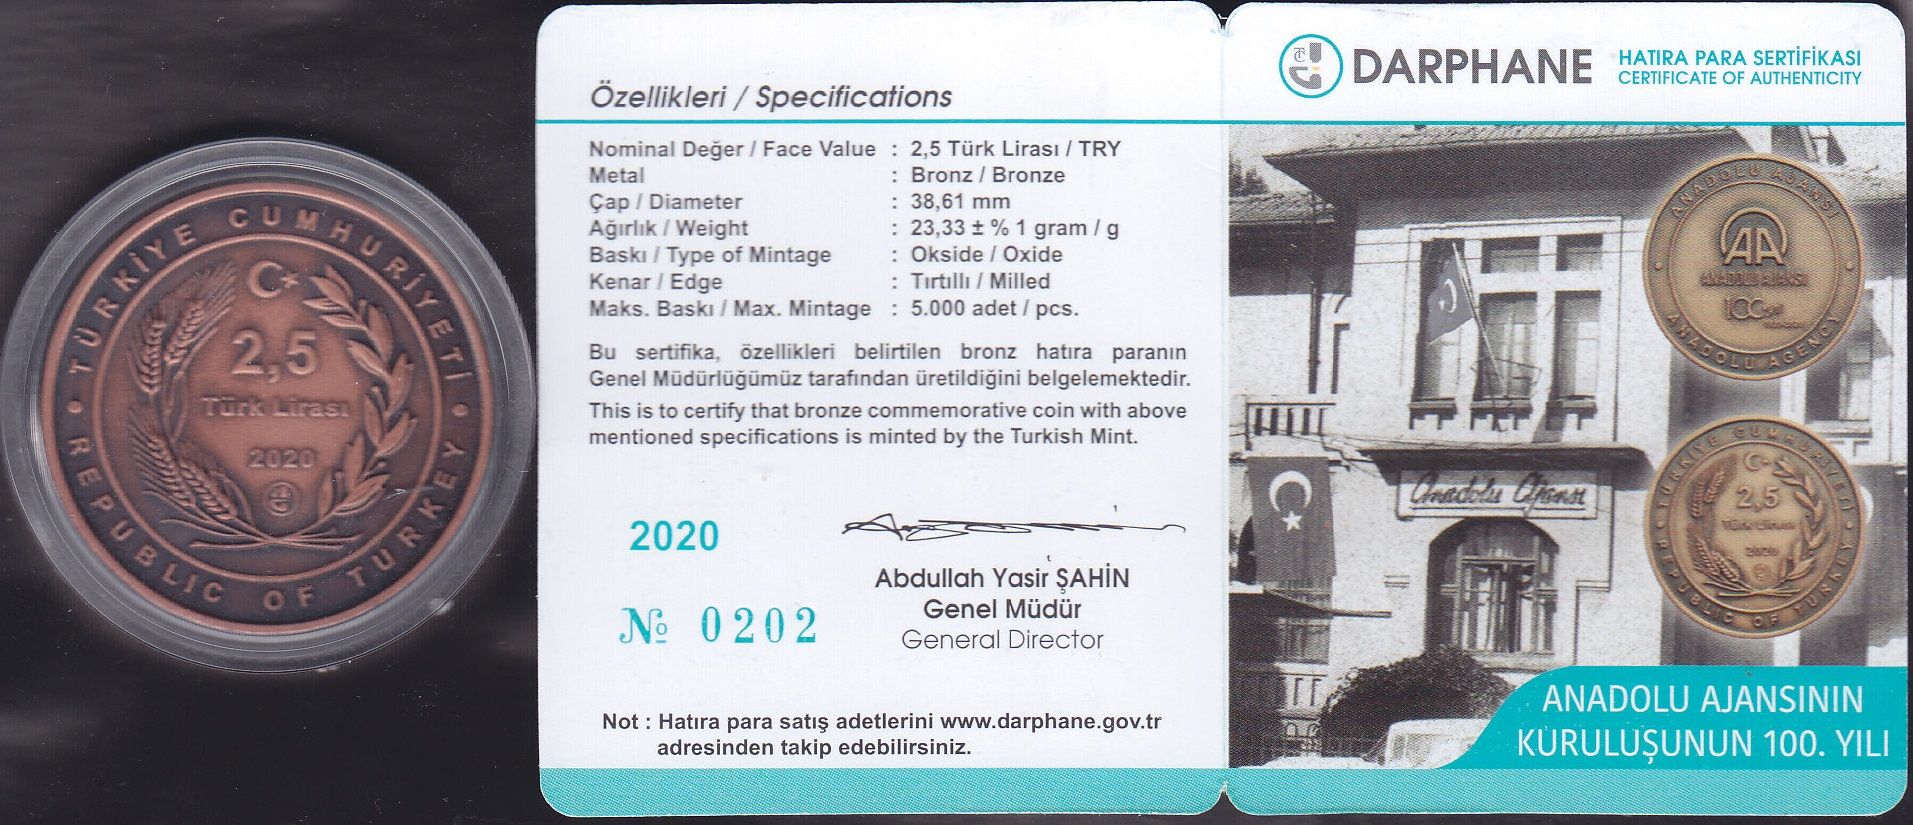 TÜRKİYE CUMHURİYETİ
2,5
Türk Lirası
2020
REPUBLIC OF TURKEY
Özellikleri / Specifications
Nominal Değer / Face Value : 2,5 Türk Lirası / TRY
Metal : Bronz / Bronze
Çap / Diameter : 38,61 mm
Ağırlık / Weight : 23,33 ± % 1 gram / g
Baskı / Type of Mintage : Okside / Oxide
Kenar / Edge : Tırtıllı / Milled
Maks. Baskı / Max. Mintage : 5.000 adet / pcs.
Bu sertifika, özellikleri belirtilen bronz hatıra paranın
Genel Müdürlüğümüz tarafından üretildiğini belgelemektedir.
This is to certify that bronze commemorative coin with above
mentioned specifications is minted by the Turkish Mint.
2020
№ 0202
Abdullah Yasir ŞAHİN
Genel Müdür
General Director
Not : Hatıra para satış adetlerini www.darphane.gov.tr
adresinden takip edebilirsiniz.
DARPHANE
HATIRA PARA SERTİFİKASI
CERTIFICATE OF AUTHENTICITY
ANADOLU AJANSI
AA
ANADOLU AJANSI
100
ANADOLU AGENCY
Anadolu Ajansı
TÜRKİYE CUMHURİYETİ
2,5
Türk Lirası
2020
REPUBLIC OF TURKEY
ANADOLU AJANSININ
KURULUŞUNUN 100. YILI